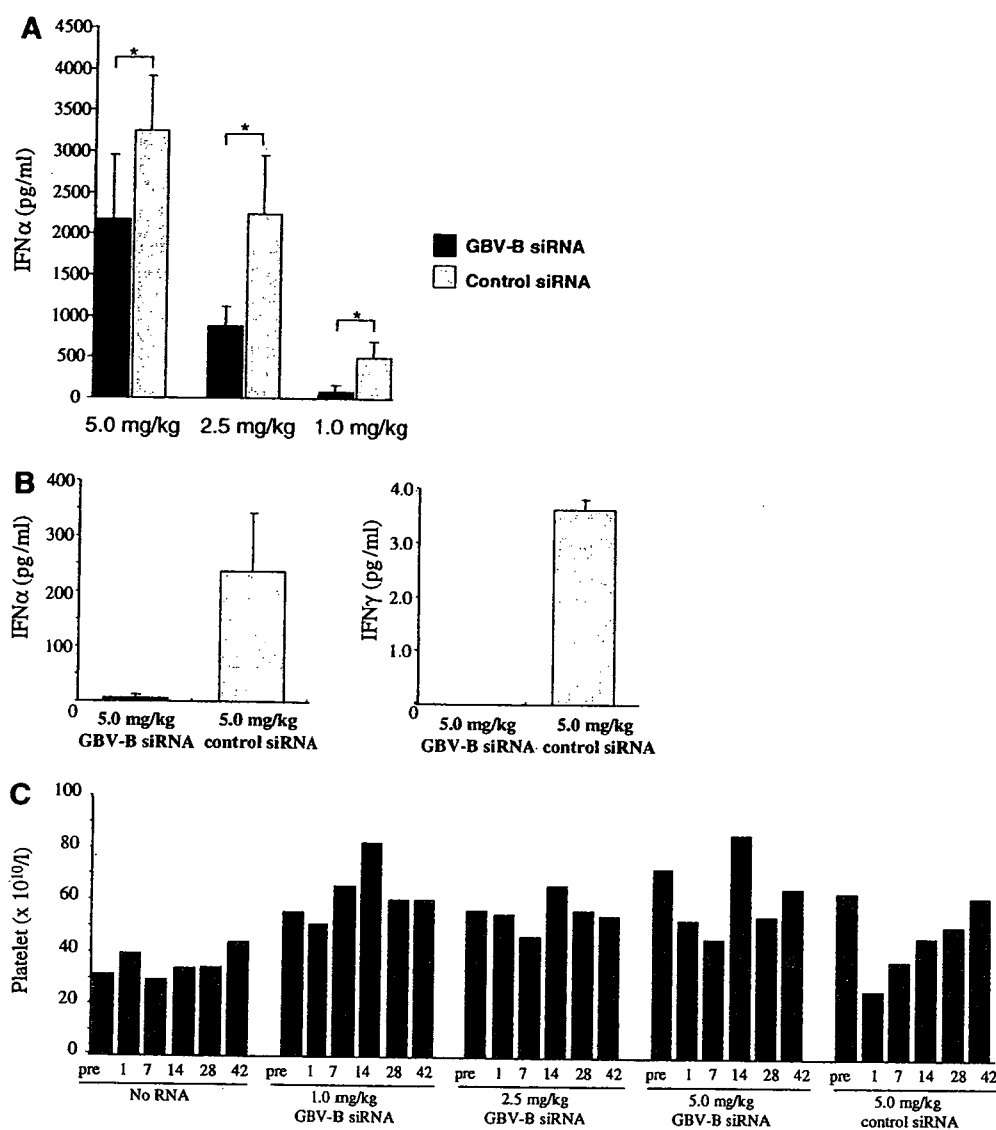 A
4500
4000
3500
3000
2500
2000
1500
1000
500
0
IFNα (pg/ml)
*
*
*
5.0 mg/kg 2.5 mg/kg 1.0 mg/kg
GBV-B siRNA
Control siRNA
B
400
300
200
100
0
IFNα (pg/ml)
5.0 mg/kg 5.0 mg/kg
GBV-B siRNA control siRNA
4.0
3.0
2.0
1.0
0
IFNγ (pg/ml)
5.0 mg/kg 5.0 mg/kg
GBV-B siRNA control siRNA
C
100
80
60
40
20
0
Platelet (x 10¹⁰/l)
pre 1 7 14 28 42 pre 1 7 14 28 42 pre 1 7 14 28 42 pre 1 7 14 28 42 pre 1 7 14 28 42
No RNA 1.0 mg/kg 2.5 mg/kg 5.0 mg/kg 5.0 mg/kg
GBV-B siRNA GBV-B siRNA GBV-B siRNA control siRNA